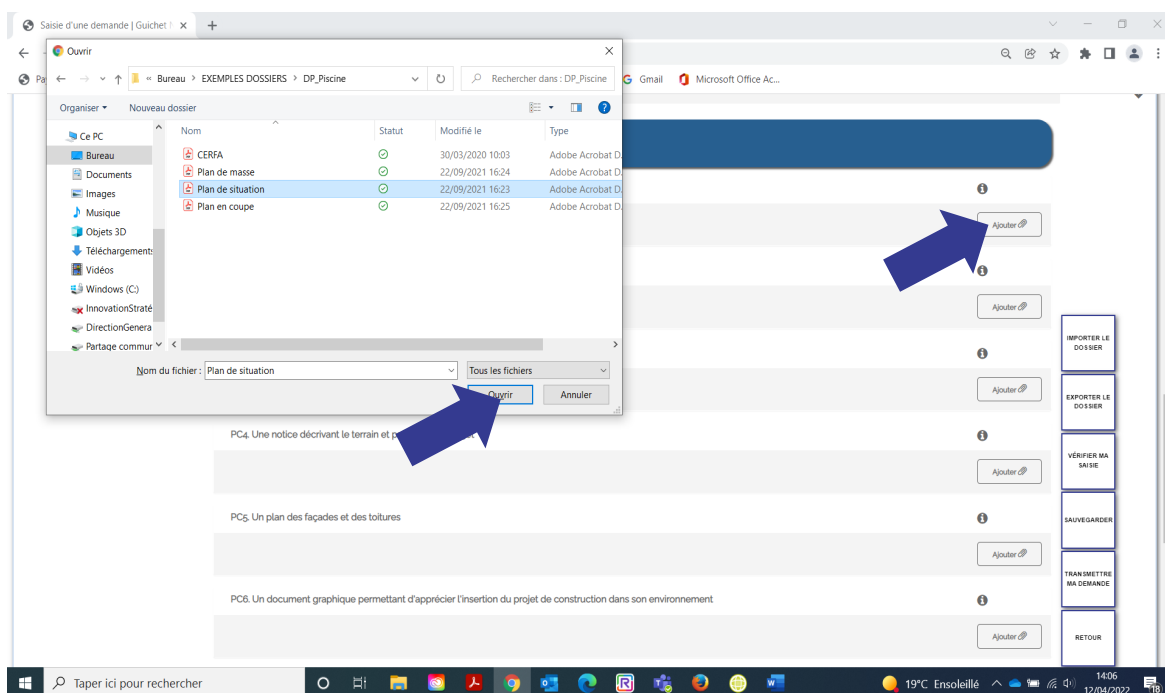 Saisie d'une demande | Guichet
Ouvrir
« Bureau > EXEMPLES DOSSIERS > DP_Piscine
Rechercher dans : DP_Piscine
Gmail
Microsoft Office Ac...
Organiser
Nouveau dossier
Nom Statut Modifié le Type
Ce PC
Bureau
Documents
Images
Musique
Objets 3D
Téléchargements
Vidéos
Windows (C:)
InnovationStraté
DirectionGenera
Partage commur
CERFA 30/03/2020 10:03 Adobe Acrobat D.
Plan de masse 22/09/2021 16:24 Adobe Acrobat D.
Plan de situation 22/09/2021 16:23 Adobe Acrobat D.
Plan en coupe 22/09/2021 16:25 Adobe Acrobat D.
Nom du fichier : Plan de situation
Tous les fichiers
Ouvrir
Annuler
Ajouter
Ajouter
Ajouter
PC4. Une notice décrivant le terrain et
Ajouter
PC5. Un plan des façades et des toitures
Ajouter
PC6. Un document graphique permettant d'apprécier l'insertion du projet de construction dans son environnement
Ajouter
IMPORTER LE
DOSSIER
EXPORTER LE
DOSSIER
VÉRIFIER MA
SAISIE
SAUVEGARDER
TRANSMETTRE
MA DEMANDE
RETOUR
Taper ici pour rechercher
19°C Ensoleillé
14:06
12/04/2022
18